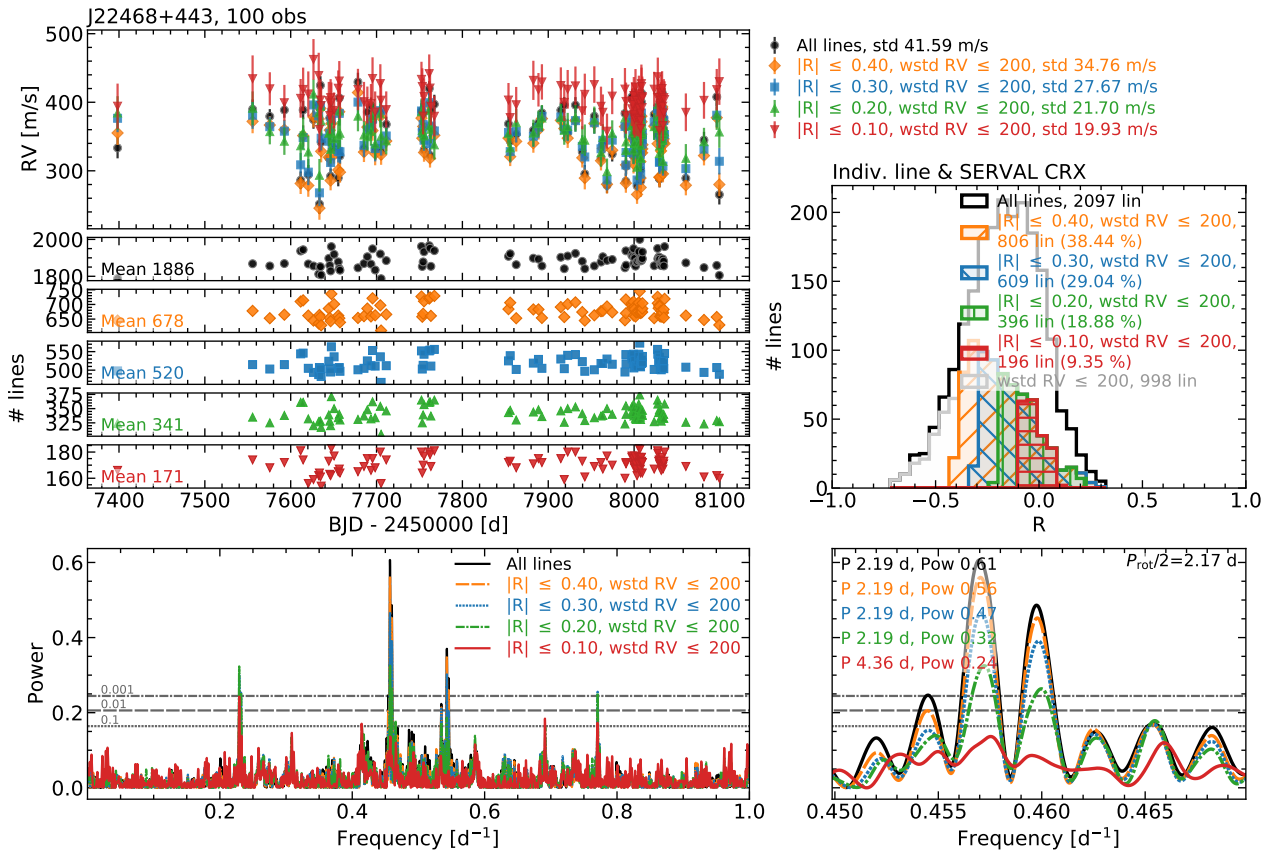 J22468+443, 100 obs
500
400
300
RV [m/s]
All lines, std 41.59 m/s
|R| ≤ 0.40, wstd RV ≤ 200, std 34.76 m/s
|R| ≤ 0.30, wstd RV ≤ 200, std 27.67 m/s
|R| ≤ 0.20, wstd RV ≤ 200, std 21.70 m/s
|R| ≤ 0.10, wstd RV ≤ 200, std 19.93 m/s
2000
1800
Mean 1886
750
700
650
Mean 678
550
500
Mean 520
375
350
325
Mean 341
180
160
Mean 171
# lines
7400 7500 7600 7700 7800 7900 8000 8100
BJD - 2450000 [d]
Indiv. line & SERVAL CRX
200
150
100
50
0
# lines
All lines, 2097 lin
|R| ≤ 0.40, wstd RV ≤ 200,
806 lin (38.44 %)
|R| ≤ 0.30, wstd RV ≤ 200,
609 lin (29.04 %)
|R| ≤ 0.20, wstd RV ≤ 200,
396 lin (18.88 %)
|R| ≤ 0.10, wstd RV ≤ 200,
196 lin (9.35 %)
wstd RV ≤ 200, 998 lin
−1.0 −0.5 0.0 0.5 1.0
R
0.6
0.4
0.2
0.0
Power
0.001
0.01
0.1
All lines
|R| ≤ 0.40, wstd RV ≤ 200
|R| ≤ 0.30, wstd RV ≤ 200
|R| ≤ 0.20, wstd RV ≤ 200
|R| ≤ 0.10, wstd RV ≤ 200
0.2 0.4 0.6 0.8 1.0
Frequency [d⁻¹]
P 2.19 d, Pow 0.61
P 2.19 d, Pow 0.56
P 2.19 d, Pow 0.47
P 2.19 d, Pow 0.32
P 4.36 d, Pow 0.24
P_rot/2=2.17 d
0.450 0.455 0.460 0.465
Frequency [d⁻¹]